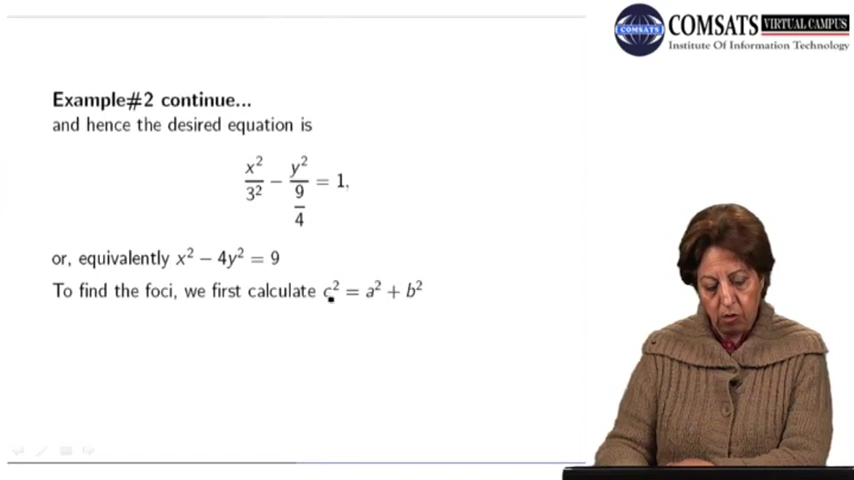 COMSATS VIRTUAL CAMPUS
Institute Of Information Technology
COMSATS
Example#2 continue...
and hence the desired equation is
x²/3² − y²/(9/4) = 1,
or, equivalently x² − 4y² = 9
To find the foci, we first calculate c² = a² + b²